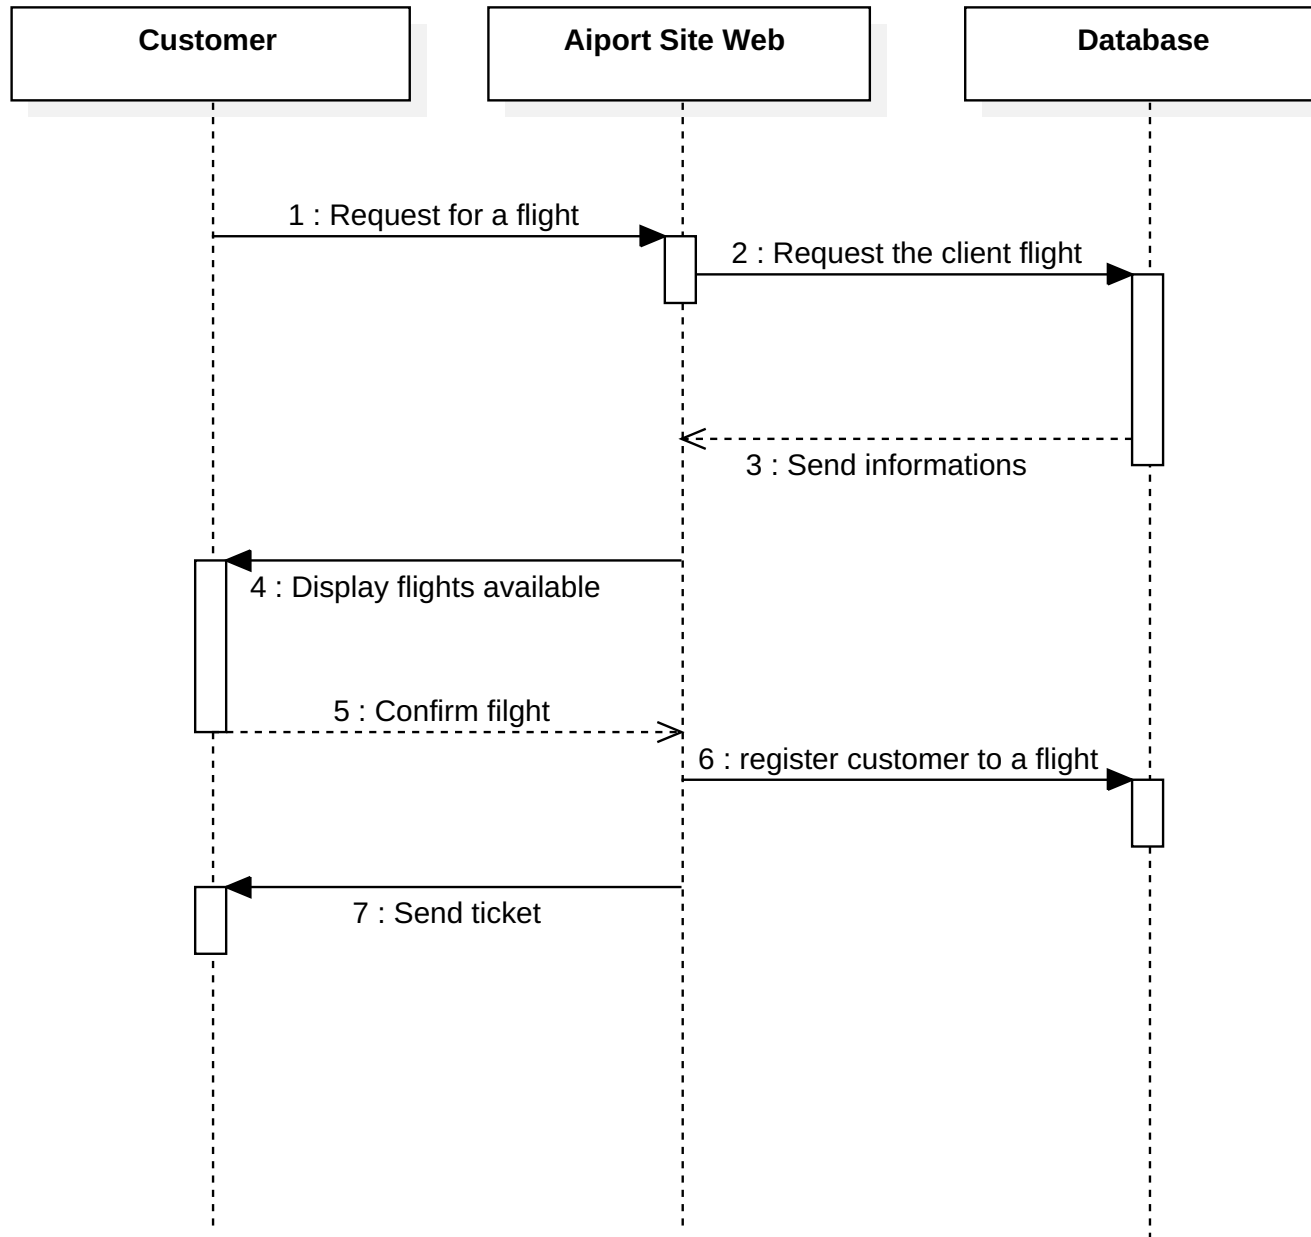 Customer
Aiport Site Web
Database
1 : Request for a flight
2 : Request the client flight
3 : Send informations
4 : Display flights available
5 : Confirm filght
6 : register customer to a flight
7 : Send ticket